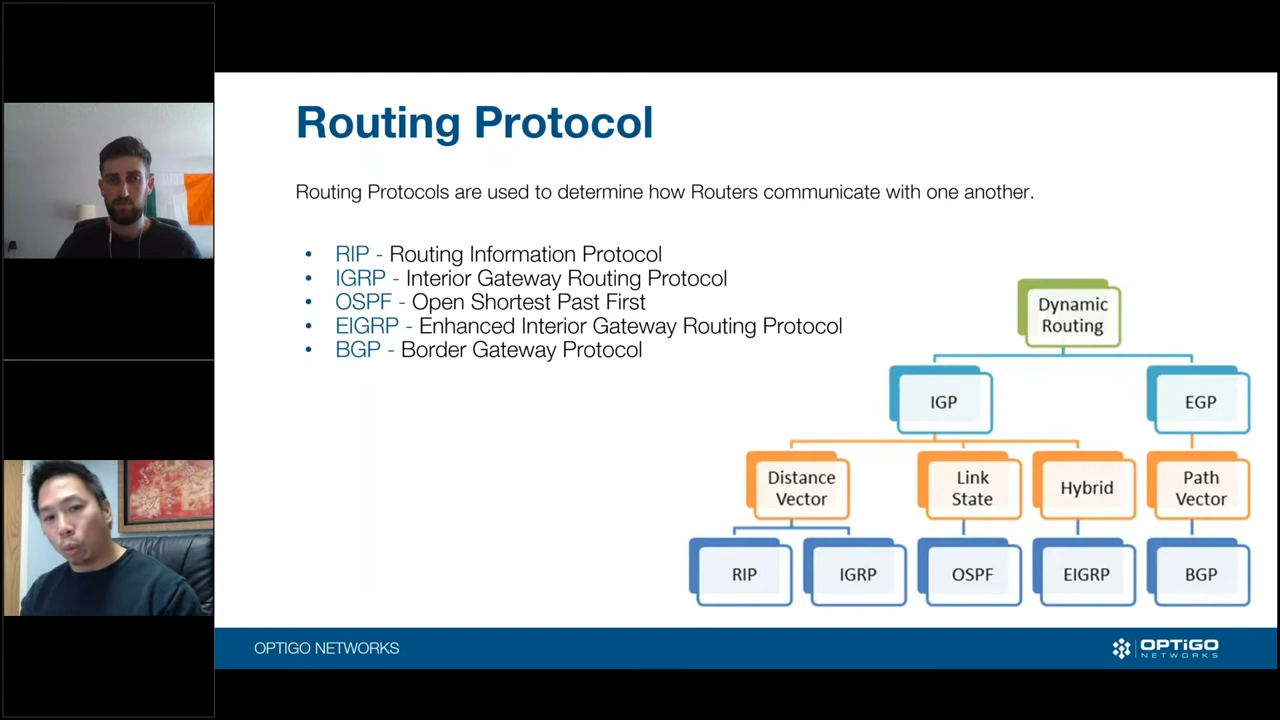 Routing Protocol
Routing Protocols are used to determine how Routers communicate with one another.
• RIP - Routing Information Protocol
• IGRP - Interior Gateway Routing Protocol
• OSPF - Open Shortest Past First
• EIGRP - Enhanced Interior Gateway Routing Protocol
• BGP - Border Gateway Protocol
Dynamic
Routing
IGP
EGP
Distance
Vector
Link
State
Hybrid
Path
Vector
RIP
IGRP
OSPF
EIGRP
BGP
OPTIGO NETWORKS
OPTiGO
NETWORKS